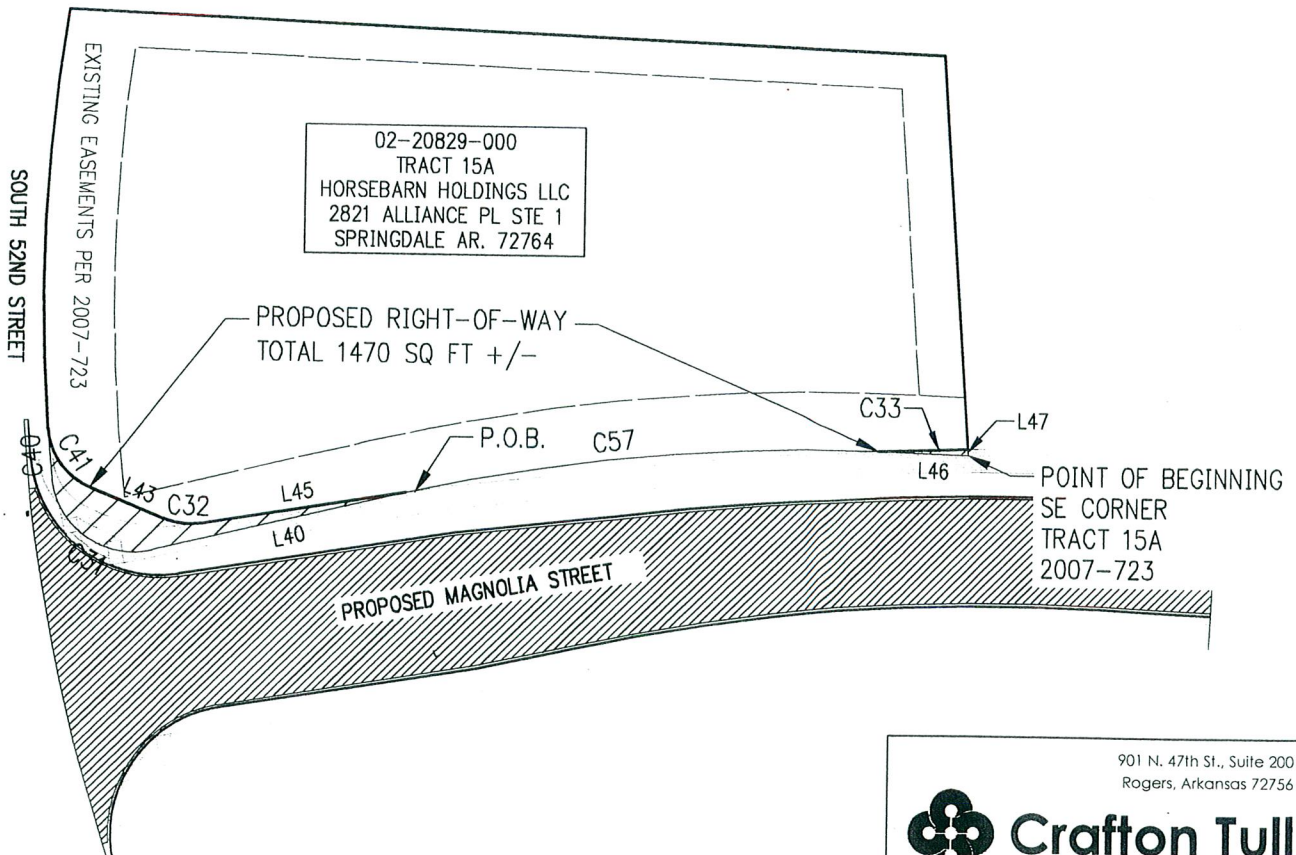 EXISTING EASEMENTS PER 2007-723
SOUTH 52ND STREET
02-20829-000
TRACT 15A
HORSEBARN HOLDINGS LLC
2821 ALLIANCE PL STE 1
SPRINGDALE AR. 72764
PROPOSED RIGHT-OF-WAY
TOTAL 1470 SQ FT +/-
C33
L47
P.O.B.
C57
L46
C41
C40
L43
C32
L45
L40
C31
POINT OF BEGINNING
SE CORNER
TRACT 15A
2007-723
PROPOSED MAGNOLIA STREET
901 N. 47th St., Suite 200
Rogers, Arkansas 72756
Crafton Tull